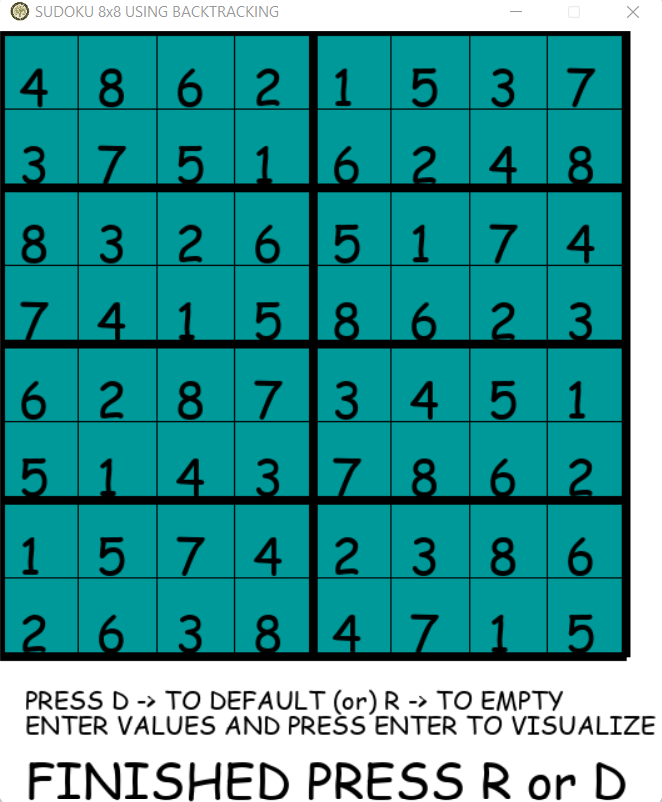 SUDOKU 8x8 USING BACKTRACKING
4 8 6 2 1 5 3 7
3 7 5 1 6 2 4 8
8 3 2 6 5 1 7 4
7 4 1 5 8 6 2 3
6 2 8 7 3 4 5 1
5 1 4 3 7 8 6 2
1 5 7 4 2 3 8 6
2 6 3 8 4 7 1 5
PRESS D -> TO DEFAULT (or) R -> TO EMPTY
ENTER VALUES AND PRESS ENTER TO VISUALIZE
FINISHED PRESS R or D